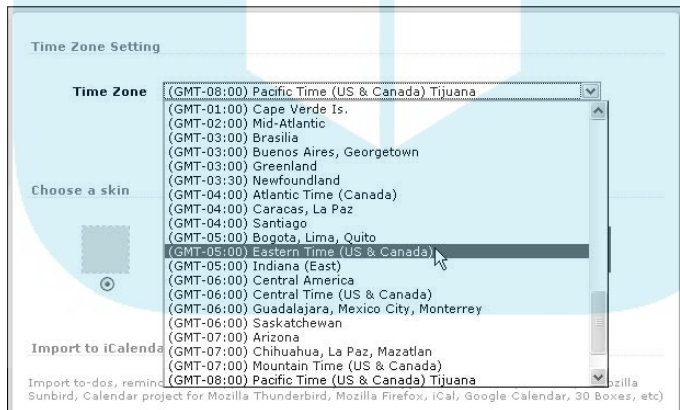 Time Zone Setting
Time Zone
(GMT-08:00) Pacific Time (US & Canada) Tijuana
(GMT-01:00) Cape Verde Is.
(GMT-02:00) Mid-Atlantic
(GMT-03:00) Brasilia
(GMT-03:00) Buenos Aires, Georgetown
(GMT-03:00) Greenland
(GMT-03:30) Newfoundland
(GMT-04:00) Atlantic Time (Canada)
(GMT-04:00) Caracas, La Paz
(GMT-04:00) Santiago
(GMT-05:00) Bogota, Lima, Quito
(GMT-05:00) Eastern Time (US & Canada)
(GMT-05:00) Indiana (East)
(GMT-06:00) Central America
(GMT-06:00) Central Time (US & Canada)
(GMT-06:00) Guadalajara, Mexico City, Monterrey
(GMT-06:00) Saskatchewan
(GMT-07:00) Arizona
(GMT-07:00) Chihuahua, La Paz, Mazatlan
(GMT-07:00) Mountain Time (US & Canada)
(GMT-08:00) Pacific Time (US & Canada) Tijuana
Choose a skin
Import to iCalenda
Import to-dos, reminc ozilla
Sunbird, Calendar project for Mozilla Thunderbird, Mozilla Firefox, iCal, Google Calendar, 30 Boxes, etc)